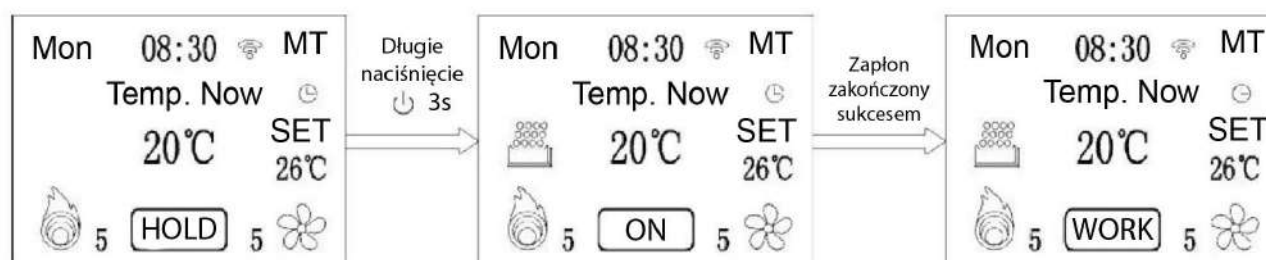 Mon 08:30 MT
Temp. Now
20℃ SET
26℃
5 HOLD 5
Długie
naciśnięcie
3s
Mon 08:30 MT
Temp. Now
20℃ SET
26℃
5 ON 5
Zapłon
zakończony
sukcesem
Mon 08:30 MT
Temp. Now
20℃ SET
26℃
5 WORK 5